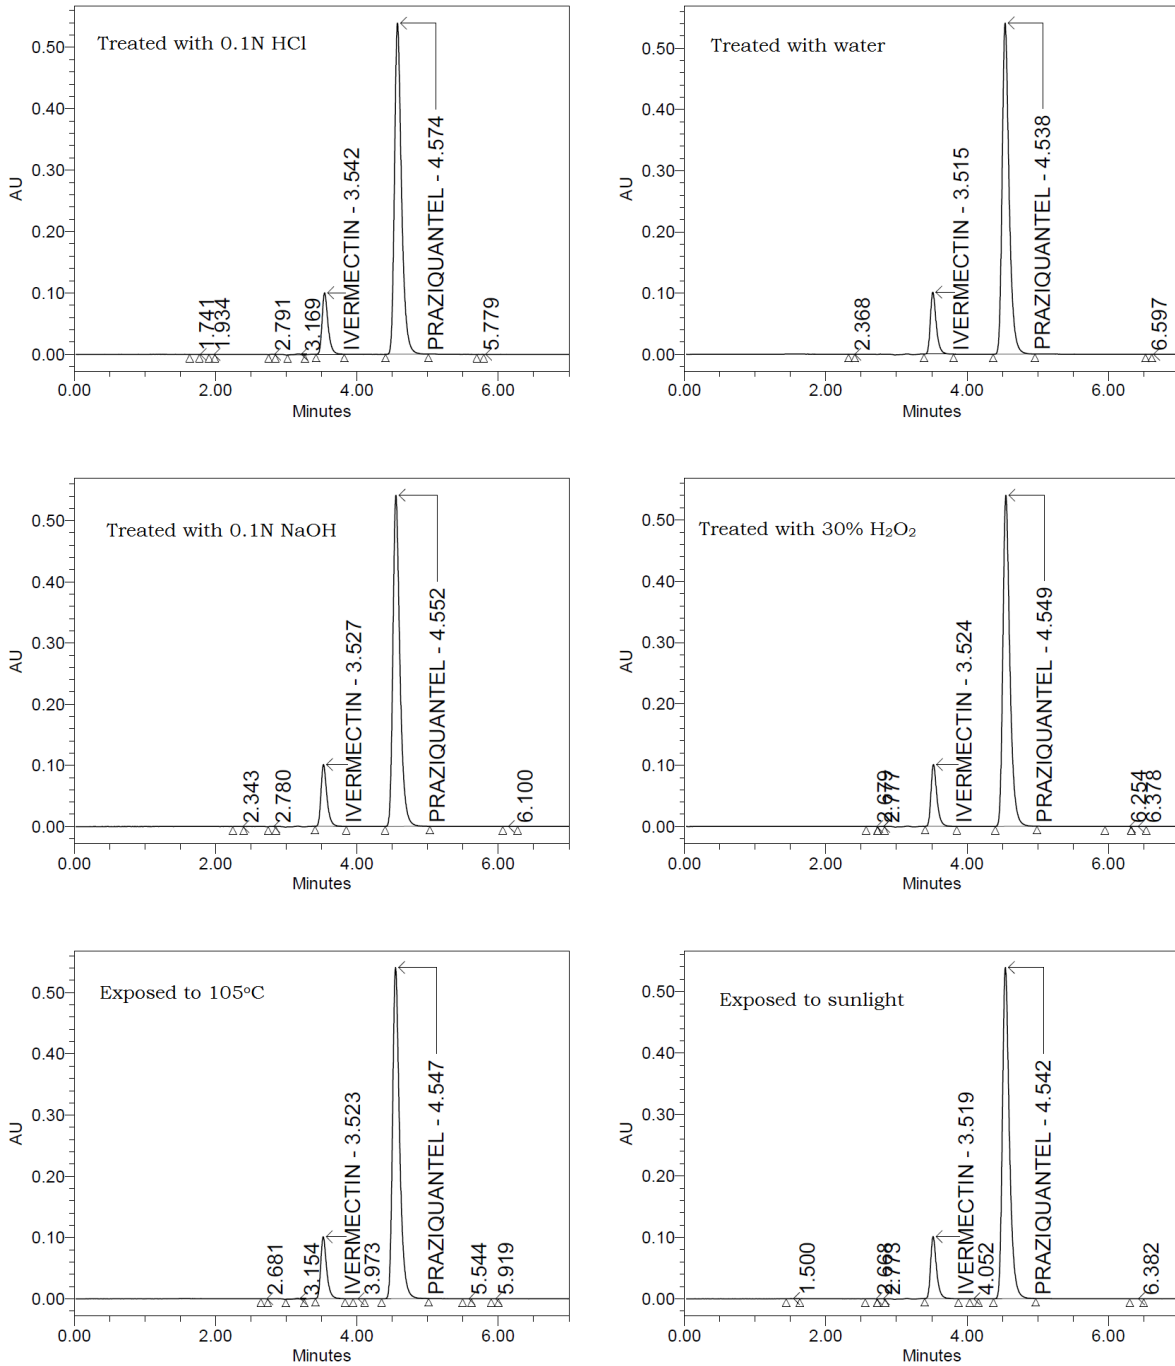 Treated with 0.1N HCl
AU
0.50
0.40
0.30
0.20
0.10
0.00
1.741
1.934
2.791
3.169
IVERMECTIN - 3.542
PRAZIQUANTEL - 4.574
5.779
0.00 2.00 4.00 6.00
Minutes
Treated with water
AU
0.50
0.40
0.30
0.20
0.10
0.00
2.368
IVERMECTIN - 3.515
PRAZIQUANTEL - 4.538
6.597
0.00 2.00 4.00 6.00
Minutes
Treated with 0.1N NaOH
AU
0.50
0.40
0.30
0.20
0.10
0.00
2.343
2.780
IVERMECTIN - 3.527
PRAZIQUANTEL - 4.552
6.100
0.00 2.00 4.00 6.00
Minutes
Treated with 30% H₂O₂
AU
0.50
0.40
0.30
0.20
0.10
0.00
2.679
2.777
IVERMECTIN - 3.524
PRAZIQUANTEL - 4.549
6.254
6.378
0.00 2.00 4.00 6.00
Minutes
Exposed to 105°C
AU
0.50
0.40
0.30
0.20
0.10
0.00
2.681
3.154
IVERMECTIN - 3.523
3.973
PRAZIQUANTEL - 4.547
5.544
5.919
0.00 2.00 4.00 6.00
Minutes
Exposed to sunlight
AU
0.50
0.40
0.30
0.20
0.10
0.00
1.500
2.668
2.773
IVERMECTIN - 3.519
4.052
PRAZIQUANTEL - 4.542
6.382
0.00 2.00 4.00 6.00
Minutes